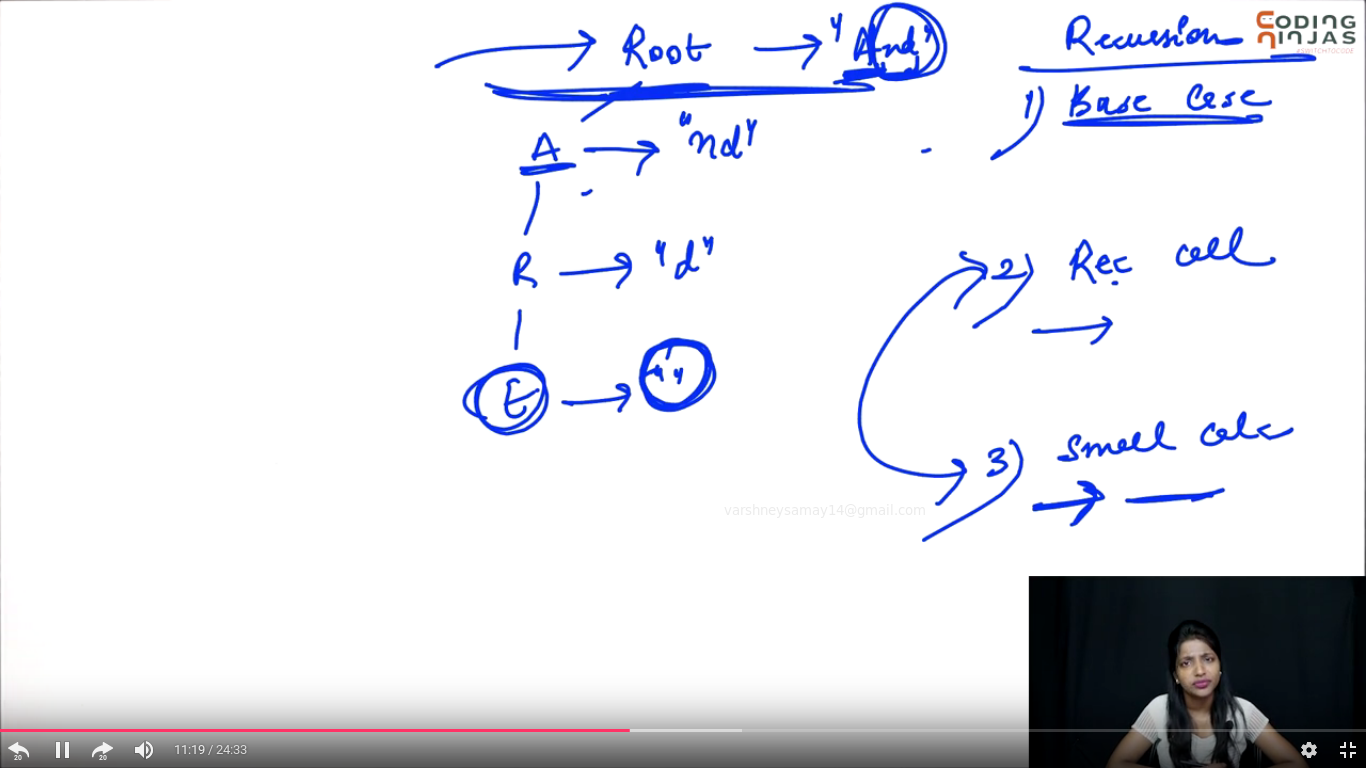 Root → "And"
A → "nd"
R → "d"
E → " "
CODING NINJAS
#SWITCHTOCODE
Recursion
1) Base Case
2) Rec call
3) Small calc
varshneysamay14@gmail.com
20
20
11:19 / 24:33